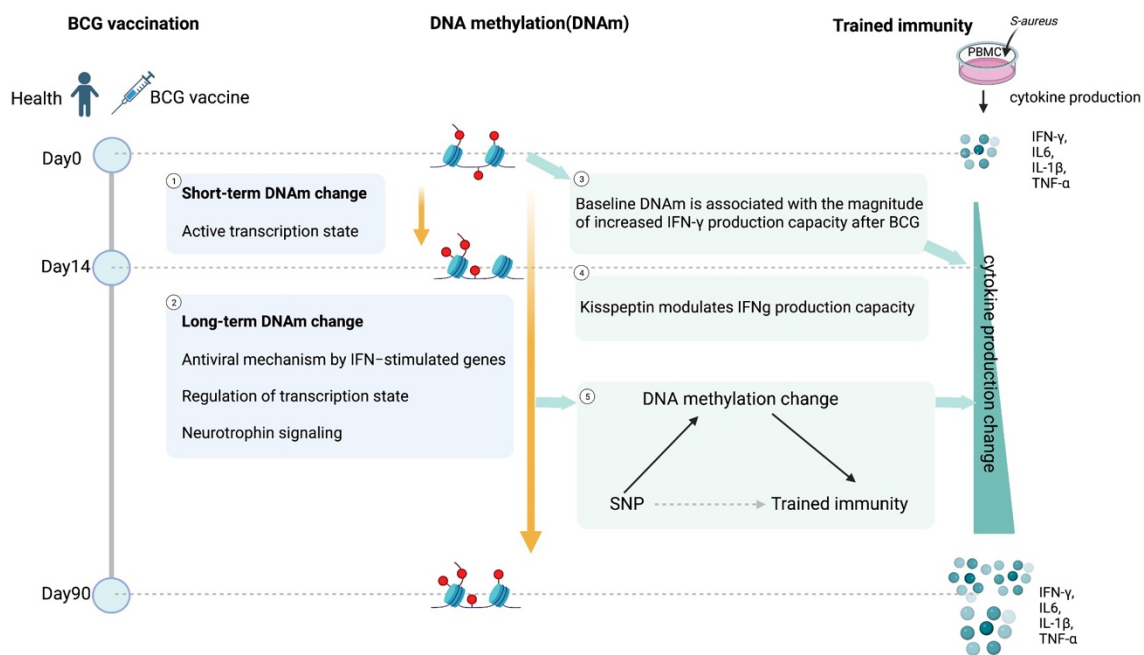 BCG vaccination
DNA methylation(DNAm)
Trained immunity
S-aureus
PBMC
Health
BCG vaccine
cytokine production
Day0
IFN-γ,
IL6,
IL-1β,
TNF-α
1
Short-term DNAm change
Active transcription state
3
Baseline DNAm is associated with the magnitude
of increased IFN-γ production capacity after BCG
Day14
4
Kisspeptin modulates IFNg production capacity
2
Long-term DNAm change
Antiviral mechanism by IFN−stimulated genes
Regulation of transcription state
Neurotrophin signaling
5
DNA methylation change
SNP
Trained immunity
cytokine production change
Day90
IFN-γ,
IL6,
IL-1β,
TNF-α